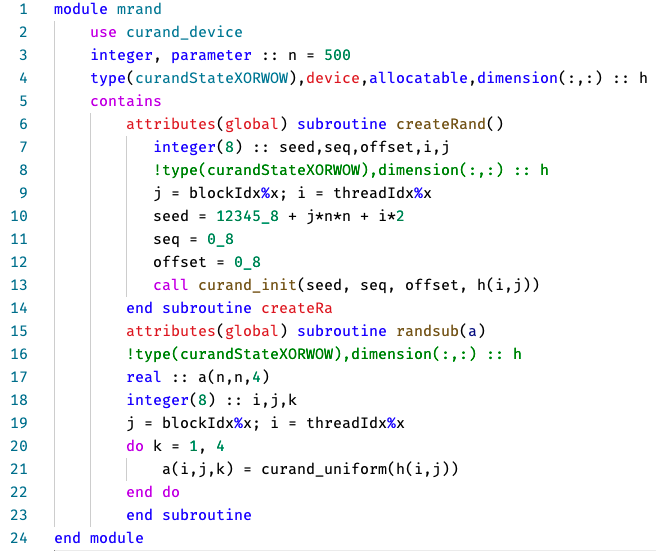 1 module mrand
2 use curand_device
3 integer, parameter :: n = 500
4 type(curandStateXORWOW),device,allocatable,dimension(:,:) :: h
5 contains
6 attributes(global) subroutine createRand()
7 integer(8) :: seed,seq,offset,i,j
8 !type(curandStateXORWOW),dimension(:,:) :: h
9 j = blockIdx%x; i = threadIdx%x
10 seed = 12345_8 + j*n*n + i*2
11 seq = 0_8
12 offset = 0_8
13 call curand_init(seed, seq, offset, h(i,j))
14 end subroutine createRa
15 attributes(global) subroutine randsub(a)
16 !type(curandStateXORWOW),dimension(:,:) :: h
17 real :: a(n,n,4)
18 integer(8) :: i,j,k
19 j = blockIdx%x; i = threadIdx%x
20 do k = 1, 4
21 a(i,j,k) = curand_uniform(h(i,j))
22 end do
23 end subroutine
24 end module